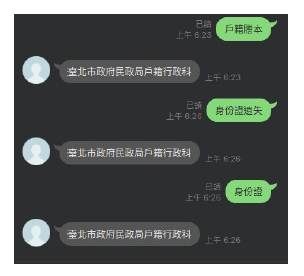 已讀
上午 6:23
戶籍謄本
臺北市政府民政局戶籍行政科
上午 6:23
已讀
上午 6:26
身份證遺失
臺北市政府民政局戶籍行政科
上午 6:26
已讀
上午 6:26
身份證
臺北市政府民政局戶籍行政科
上午 6:26